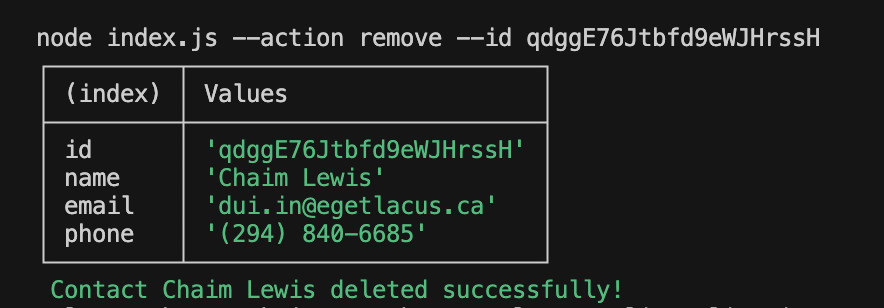 node index.js --action remove --id qdggE76Jtbfd9eWJHrssH
(index) Values
id 'qdggE76Jtbfd9eWJHrssH'
name 'Chaim Lewis'
email 'dui.in@egetlacus.ca'
phone '(294) 840-6685'
Contact Chaim Lewis deleted successfully!